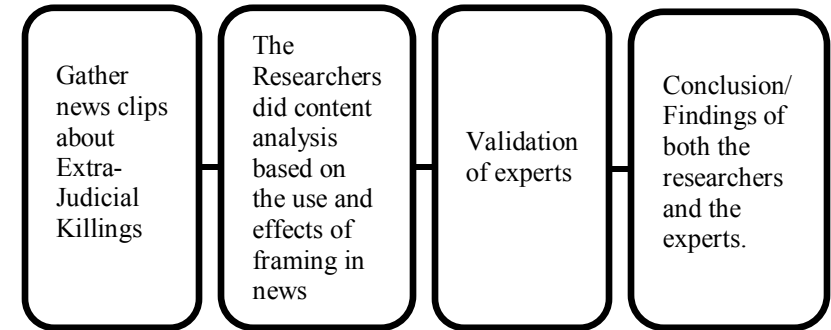 Gather
news clips
about
Extra-
Judicial
Killings
The
Researchers
did content
analysis
based on
the use and
effects of
framing in
news
Validation
of experts
Conclusion/
Findings of
both the
researchers
and the
experts.